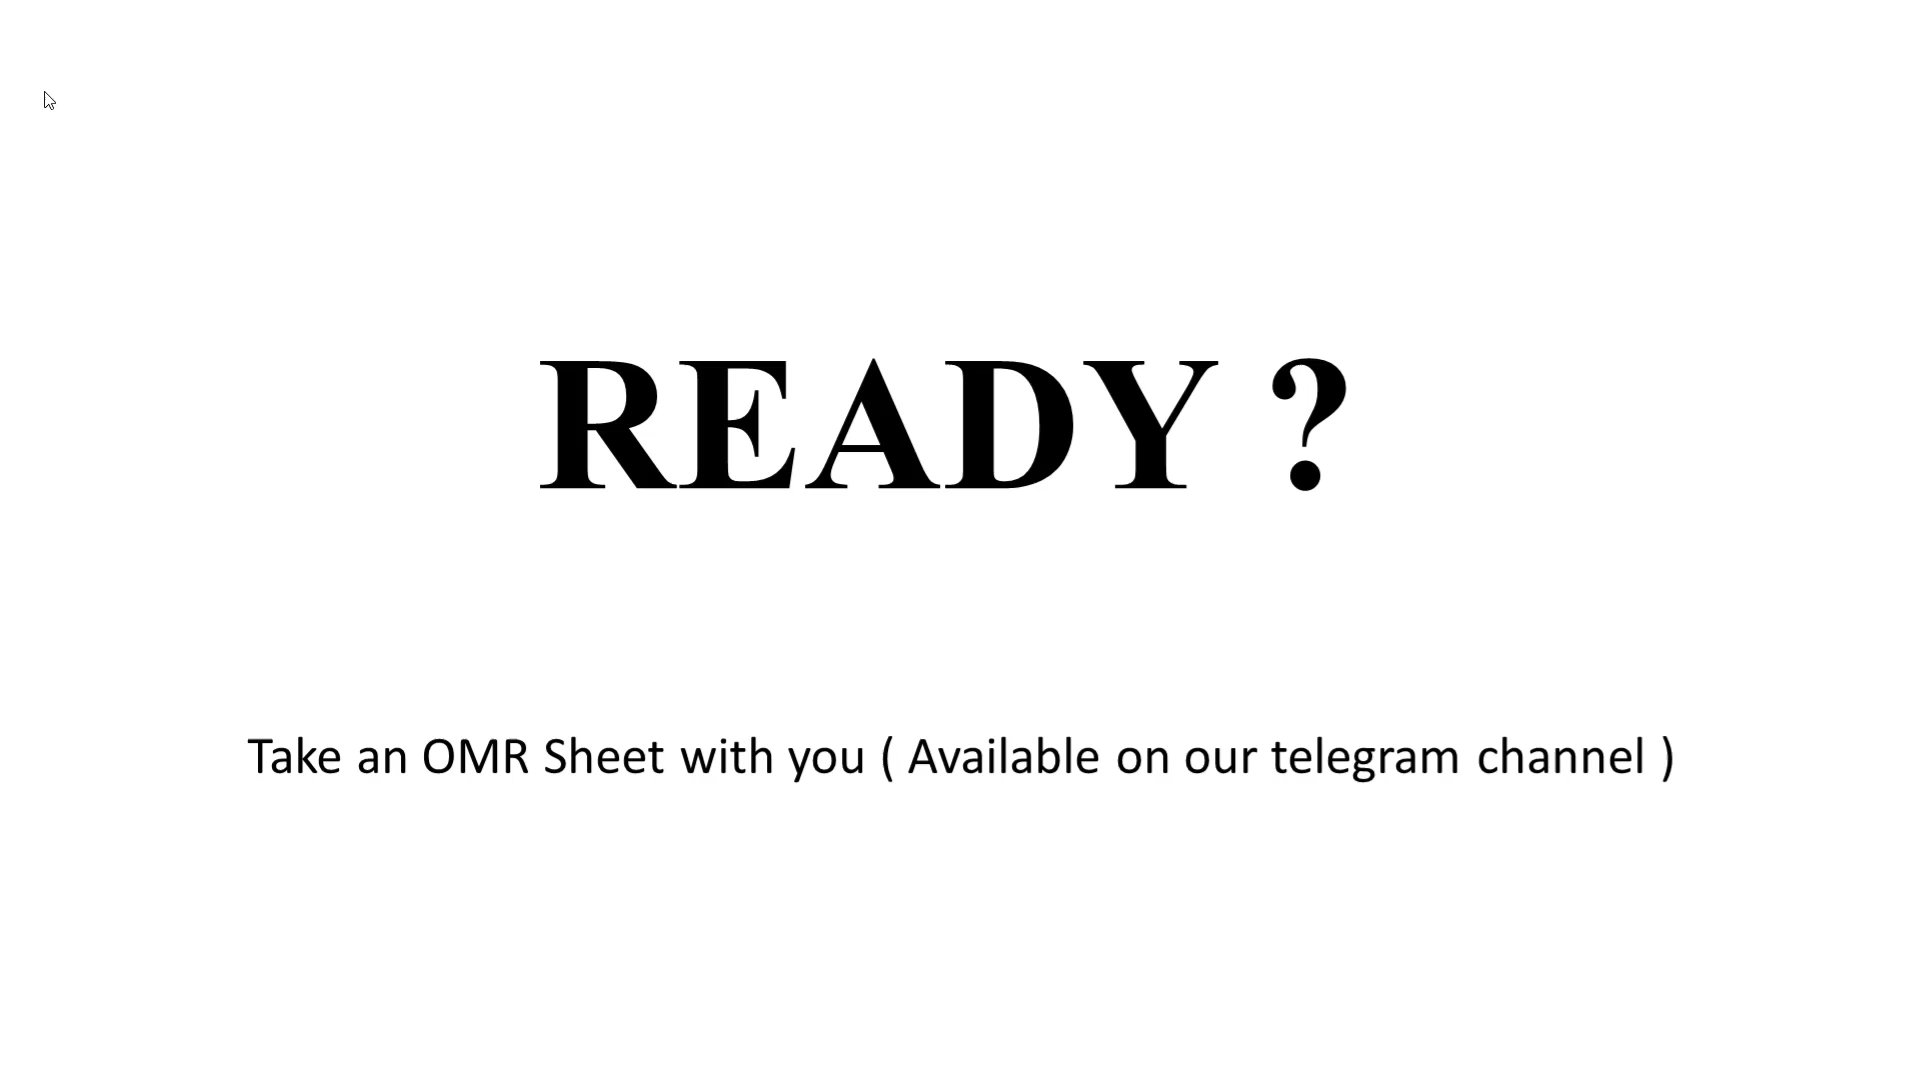 READY ?
Take an OMR Sheet with you ( Available on our telegram channel )